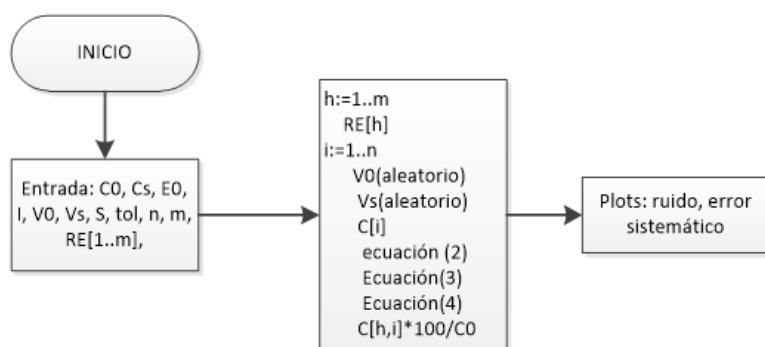 INICIO
Entrada: C0, Cs, E0,
I, V0, Vs, S, tol, n, m,
RE[1..m],
h:=1..m
RE[h]
i:=1..n
V0(aleatorio)
Vs(aleatorio)
C[i]
ecuación (2)
Ecuación(3)
Ecuación(4)
C[h,i]*100/C0
Plots: ruido, error
sistemático